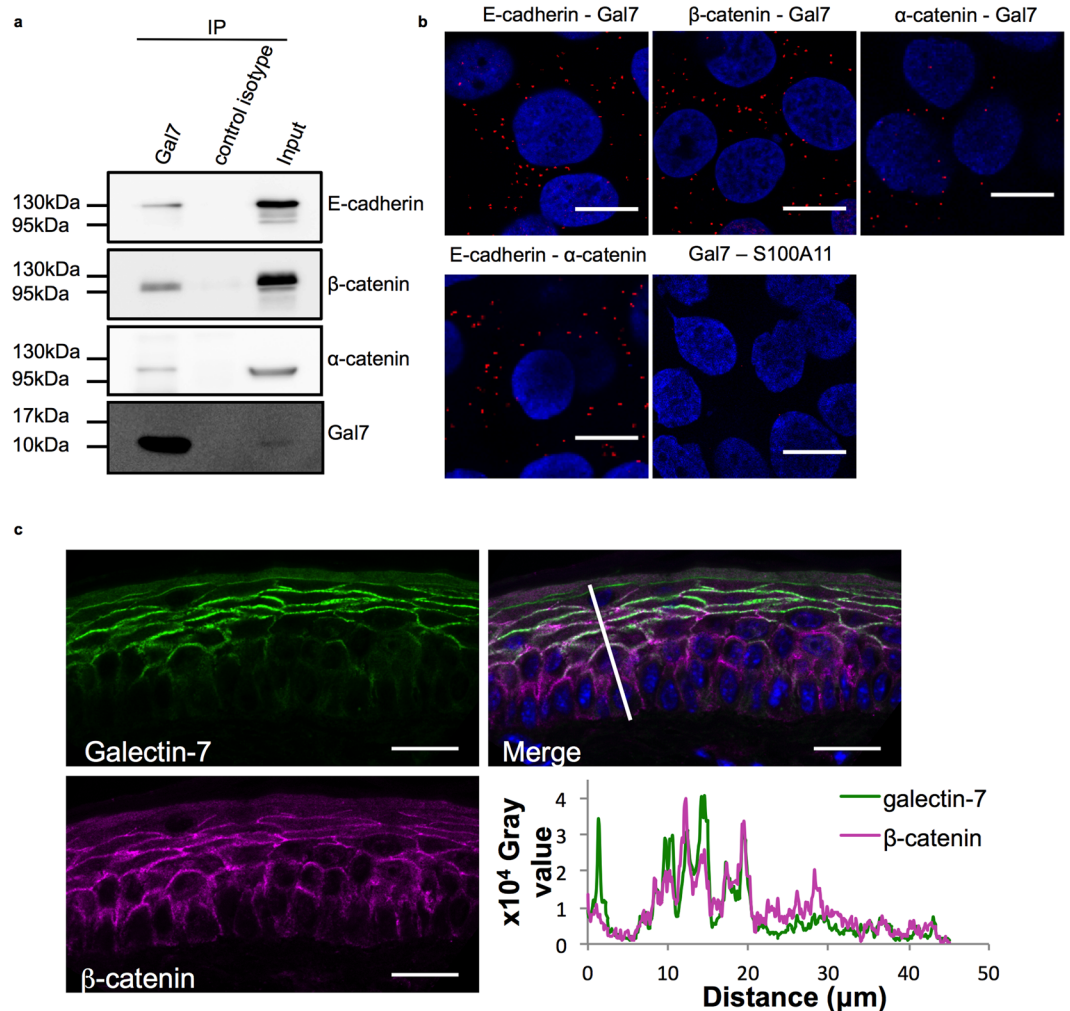 a
IP
Gal7
control isotype
Input
130kDa
95kDa
E-cadherin
130kDa
95kDa
β-catenin
130kDa
95kDa
α-catenin
17kDa
10kDa
Gal7
b
E-cadherin - Gal7
β-catenin - Gal7
α-catenin - Gal7
E-cadherin - α-catenin
Gal7 – S100A11
c
Galectin-7
Merge
β-catenin
x10⁴ Gray
value
4
3
2
1
0
galectin-7
β-catenin
0 10 20 30 40 50
Distance (μm)